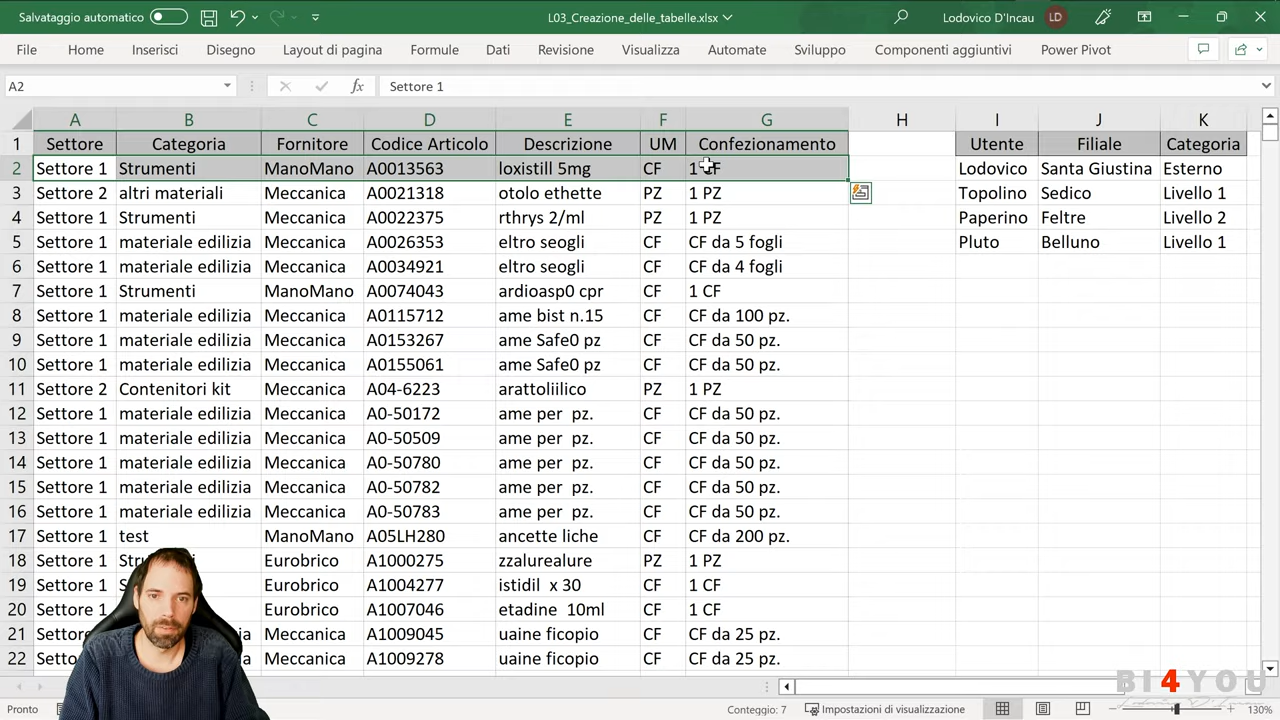 Salvataggio automatico L03_Creazione_delle_tabelle.xlsx Lodovico D'Incau LD
File Home Inserisci Disegno Layout di pagina Formule Dati Revisione Visualizza Automate Sviluppo Componenti aggiuntivi Power Pivot
A2 fx Settore 1
A B C D E F G H I J K
1 Settore Categoria Fornitore Codice Articolo Descrizione UM Confezionamento Utente Filiale Categoria
2 Settore 1 Strumenti ManoMano A0013563 loxistill 5mg CF 1 CF Lodovico Santa Giustina Esterno
3 Settore 2 altri materiali Meccanica A0021318 otolo ethette PZ 1 PZ Topolino Sedico Livello 1
4 Settore 1 Strumenti Meccanica A0022375 rthrys 2/ml PZ 1 PZ Paperino Feltre Livello 2
5 Settore 1 materiale edilizia Meccanica A0026353 eltro seogli CF CF da 5 fogli Pluto Belluno Livello 1
6 Settore 1 materiale edilizia Meccanica A0034921 eltro seogli CF CF da 4 fogli
7 Settore 1 Strumenti ManoMano A0074043 ardioasp0 cpr CF 1 CF
8 Settore 1 materiale edilizia Meccanica A0115712 ame bist n.15 CF CF da 100 pz.
9 Settore 1 materiale edilizia Meccanica A0153267 ame Safe0 pz CF CF da 50 pz.
10 Settore 1 materiale edilizia Meccanica A0155061 ame Safe0 pz CF CF da 50 pz.
11 Settore 2 Contenitori kit Meccanica A04-6223 arattoliilico PZ 1 PZ
12 Settore 1 materiale edilizia Meccanica A0-50172 ame per pz. CF CF da 50 pz.
13 Settore 1 materiale edilizia Meccanica A0-50509 ame per pz. CF CF da 50 pz.
14 Settore 1 materiale edilizia Meccanica A0-50780 ame per pz. CF CF da 50 pz.
15 Settore 1 materiale edilizia Meccanica A0-50782 ame per pz. CF CF da 50 pz.
16 Settore 1 materiale edilizia Meccanica A0-50783 ame per pz. CF CF da 50 pz.
17 Settore 1 test ManoMano A05LH280 ancette liche CF CF da 200 pz.
18 Settore 1 Eurobrico A1000275 zzalurealure PZ 1 PZ
19 Settore 1 Eurobrico A1004277 istidil x 30 CF 1 CF
20 Settore 1 Eurobrico A1007046 etadine 10ml CF 1 CF
21 Meccanica A1009045 uaine ficopio CF CF da 25 pz.
22 Meccanica A1009278 uaine ficopio CF CF da 25 pz.
BI4YOU
Pronto Conteggio: 7 Impostazioni di visualizzazione 130%